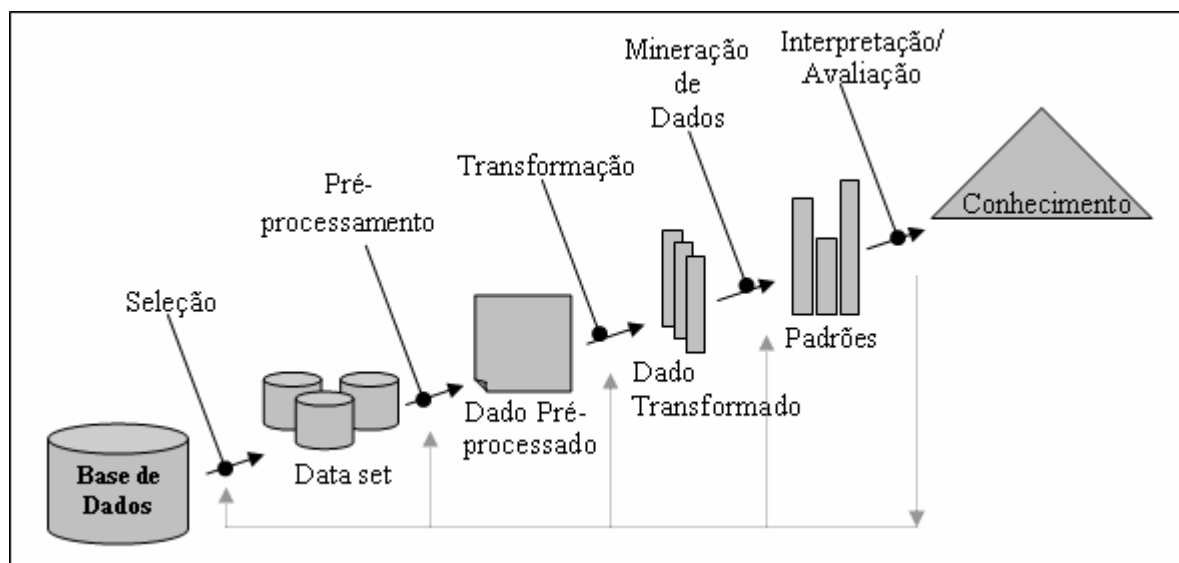 Interpretação/
Avaliação
Mineração
de
Dados
Transformação
Pré-
processamento
Seleção
Conhecimento
Padrões
Dado
Transformado
Dado Pré-
processado
Data set
Base de
Dados